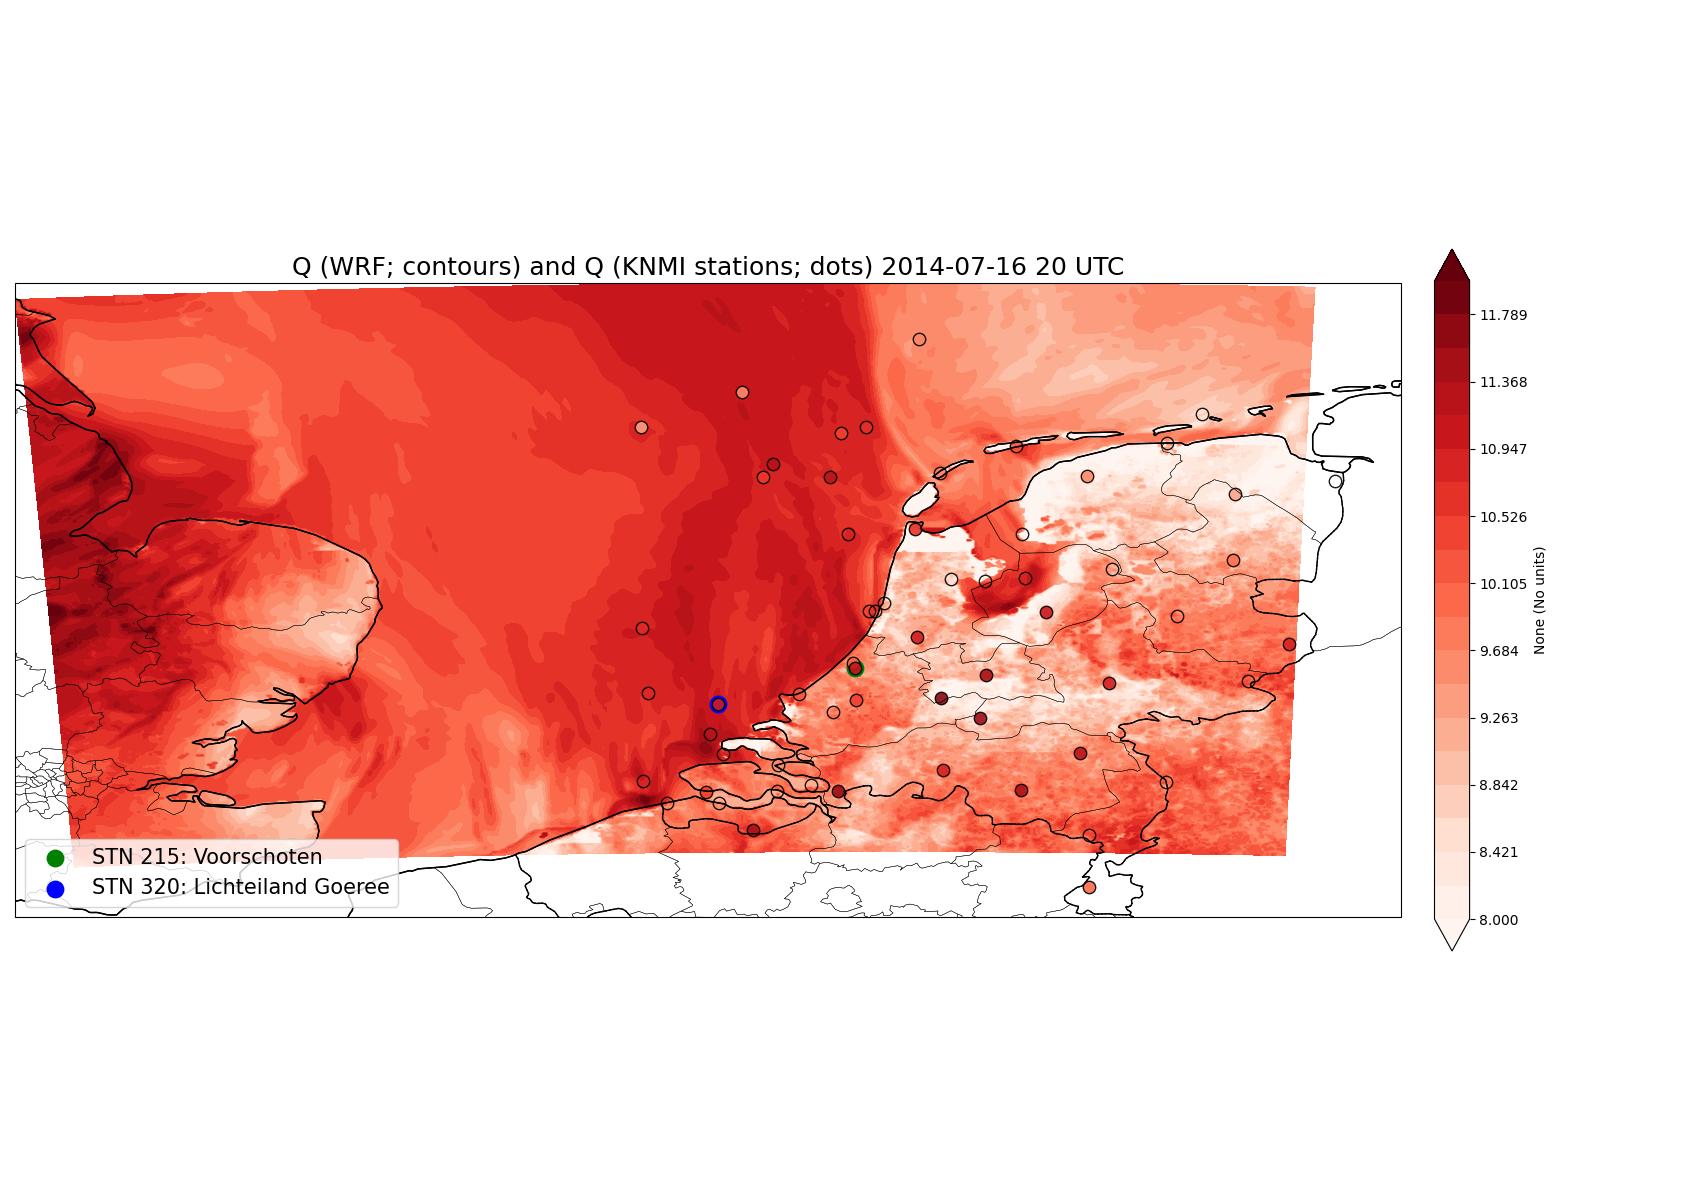 Q (WRF; contours) and Q (KNMI stations; dots) 2014-07-16 20 UTC
11.789
11.368
10.947
10.526
10.105
9.684
9.263
8.842
8.421
8.000
None (No units)
STN 215: Voorschoten
STN 320: Lichteiland Goeree